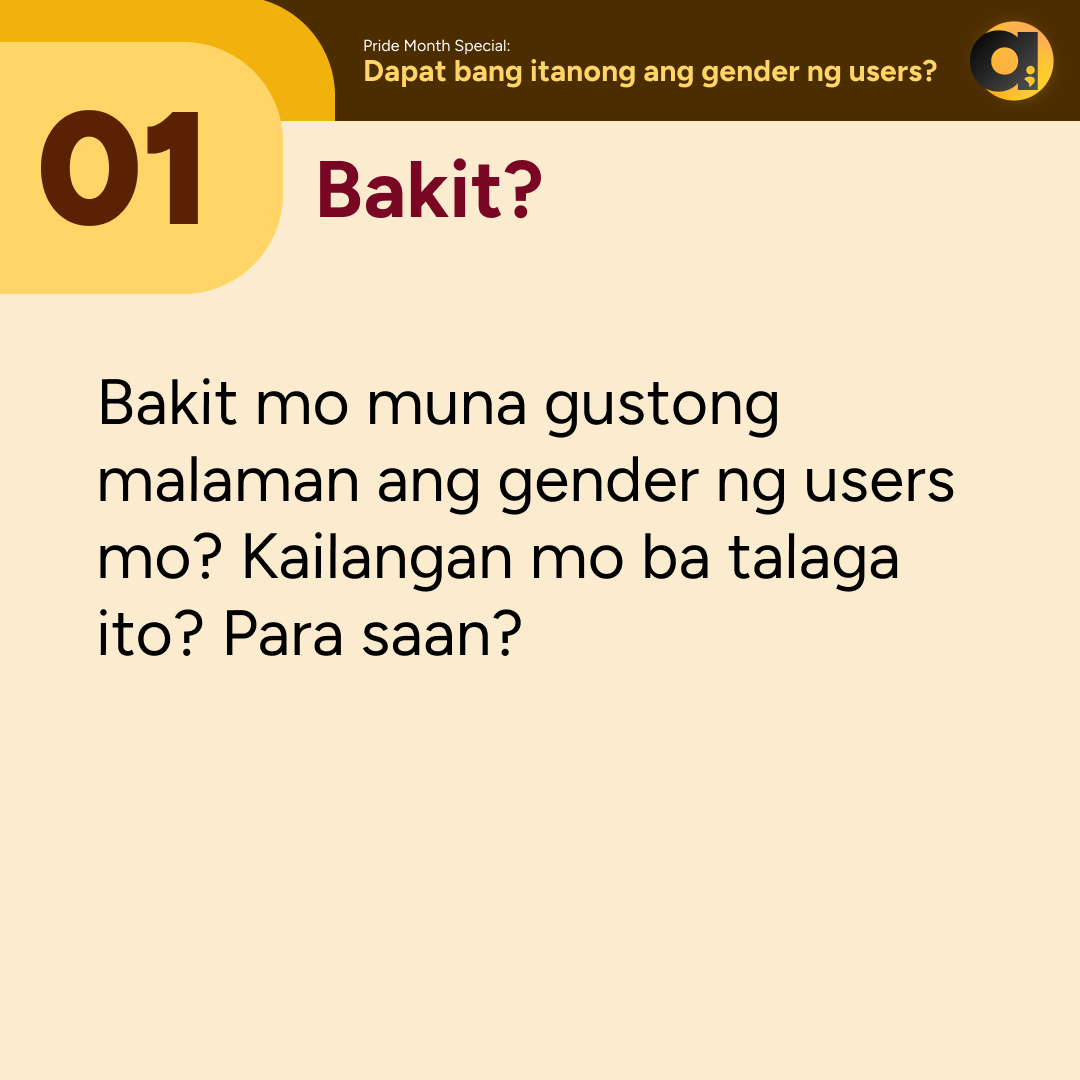 Pride Month Special:
Dapat bang itanong ang gender ng users?
01
Bakit?
Bakit mo muna gustong
malaman ang gender ng users
mo? Kailangan mo ba talaga
ito? Para saan?